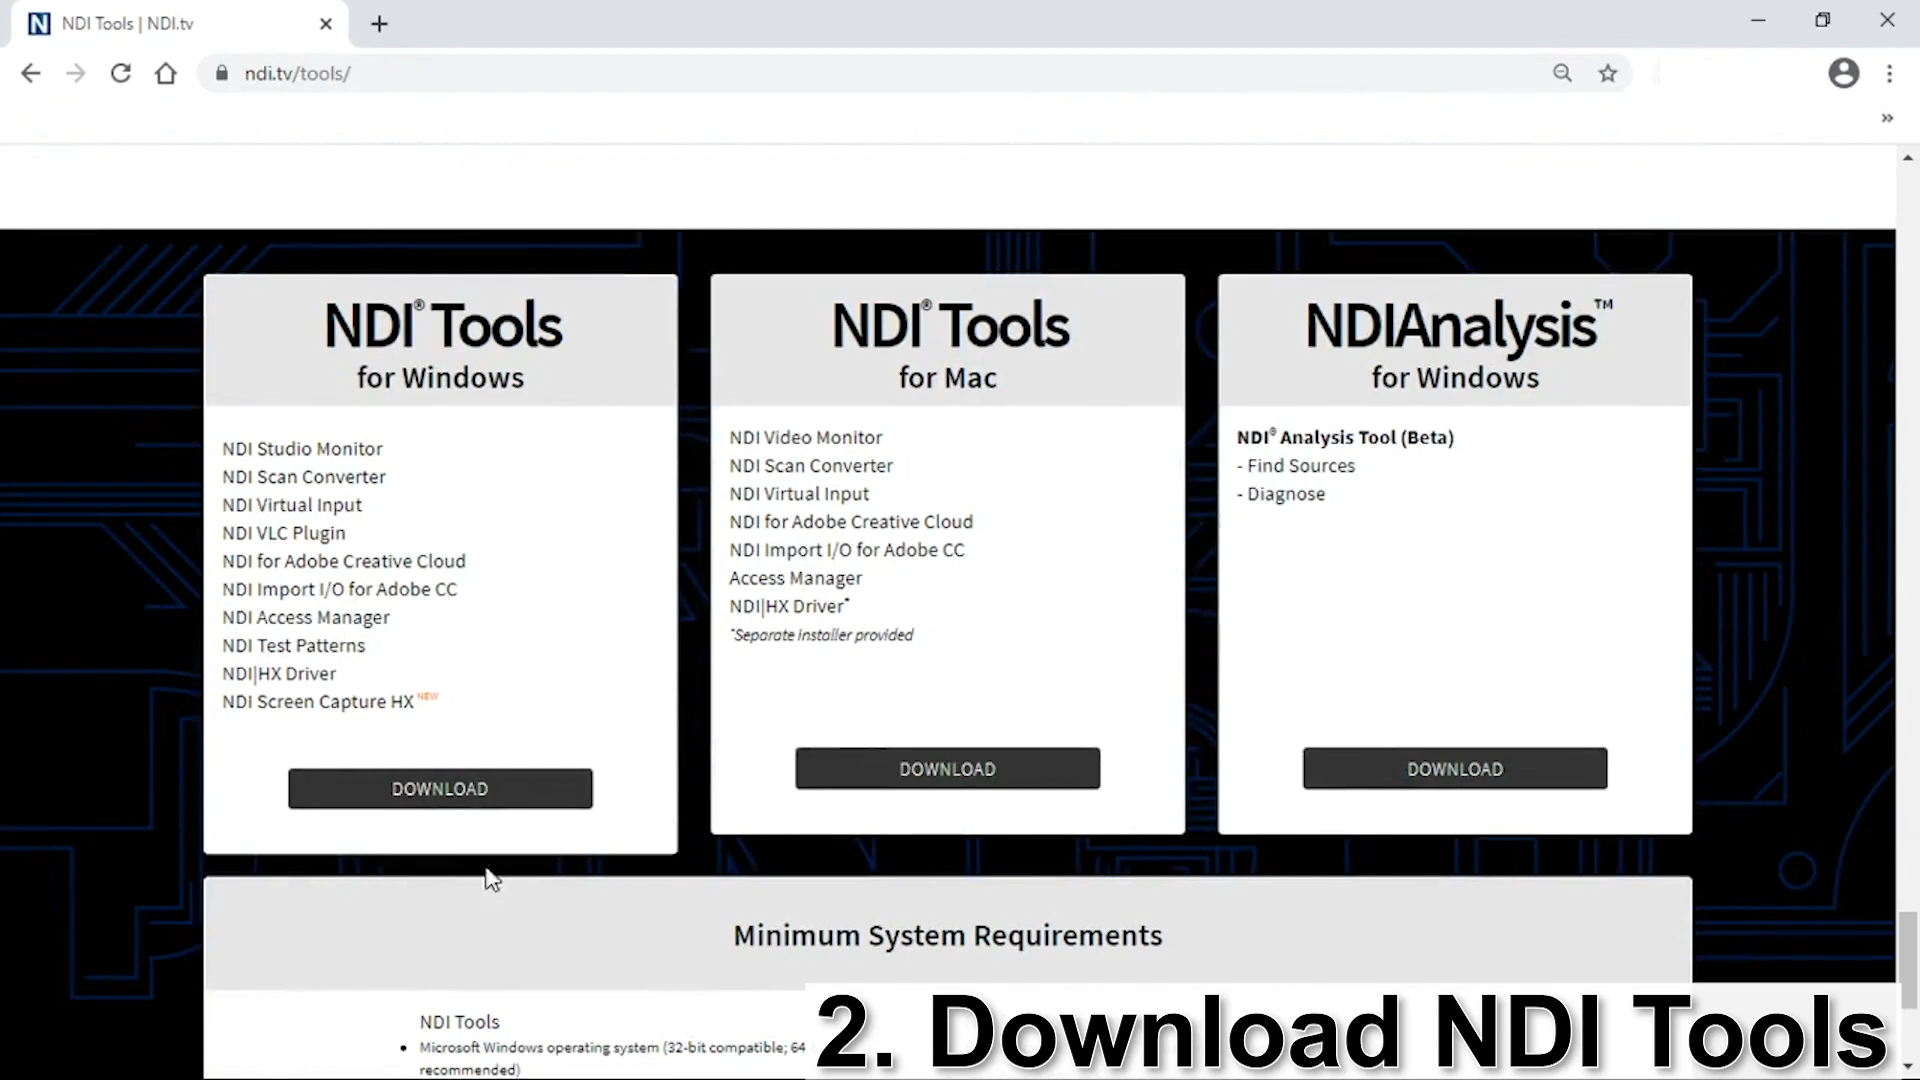 NDI Tools | NDI.tv
ndi.tv/tools/
NDI® Tools
for Windows
NDI Studio Monitor
NDI Scan Converter
NDI Virtual Input
NDI VLC Plugin
NDI for Adobe Creative Cloud
NDI Import I/O for Adobe CC
NDI Access Manager
NDI Test Patterns
NDI|HX Driver
NDI Screen Capture HX NEW
DOWNLOAD
NDI® Tools
for Mac
NDI Video Monitor
NDI Scan Converter
NDI Virtual Input
NDI for Adobe Creative Cloud
NDI Import I/O for Adobe CC
Access Manager
NDI|HX Driver*
*Separate installer provided
DOWNLOAD
NDIAnalysis™
for Windows
NDI® Analysis Tool (Beta)
- Find Sources
- Diagnose
DOWNLOAD
Minimum System Requirements
NDI Tools
• Microsoft Windows operating system (32-bit compatible; 64
recommended)
2. Download NDI Tools